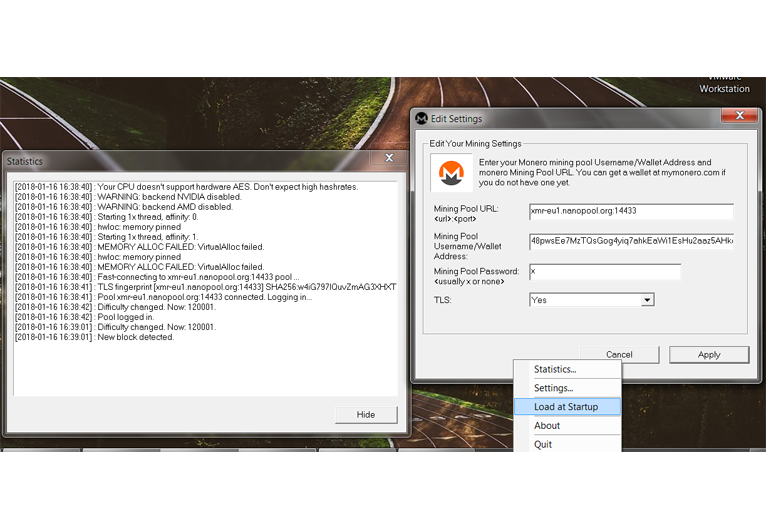 VMware
Workstation
Statistics
[2018-01-16 16:38:40] : Your CPU doesn't support hardware AES. Don't expect high hashrates.
[2018-01-16 16:38:40] : WARNING: backend NVIDIA disabled.
[2018-01-16 16:38:40] : WARNING: backend AMD disabled.
[2018-01-16 16:38:40] : Starting 1x thread, affinity: 0.
[2018-01-16 16:38:40] : hwloc: memory pinned
[2018-01-16 16:38:40] : MEMORY ALLOC FAILED: VirtualAlloc failed.
[2018-01-16 16:38:40] : Starting 1x thread, affinity: 1.
[2018-01-16 16:38:40] : hwloc: memory pinned
[2018-01-16 16:38:40] : MEMORY ALLOC FAILED: VirtualAlloc failed.
[2018-01-16 16:38:40] : Fast-connecting to xmr-eu1.nanopool.org:14433 pool ...
[2018-01-16 16:38:41] : TLS fingerprint [xmr-eu1.nanopool.org:14433] SHA256:w4iG797IQuvZmAG3XHXT
[2018-01-16 16:38:41] : Pool xmr-eu1.nanopool.org:14433 connected. Logging in...
[2018-01-16 16:38:42] : Difficulty changed. Now: 120001.
[2018-01-16 16:38:42] : Pool logged in.
[2018-01-16 16:39:01] : Difficulty changed. Now: 120001.
[2018-01-16 16:39:01] : New block detected.
Hide
Edit Settings
Edit Your Mining Settings
Enter your Monero mining pool Username/Wallet Address and
monero Mining Pool URL. You can get a wallet at mymonero.com if
you do not have one yet.
Mining Pool URL:
<url>:<port>
xmr-eu1.nanopool.org:14433
Mining Pool
Username/Wallet
Address:
48pwsEe7MzTQsGog4yiq7ahkEaWi1EsHu2aaz5AHk
Mining Pool Password:
<usually x or none>
x
TLS:
Yes
Cancel
Apply
Statistics...
Settings...
Load at Startup
About
Quit